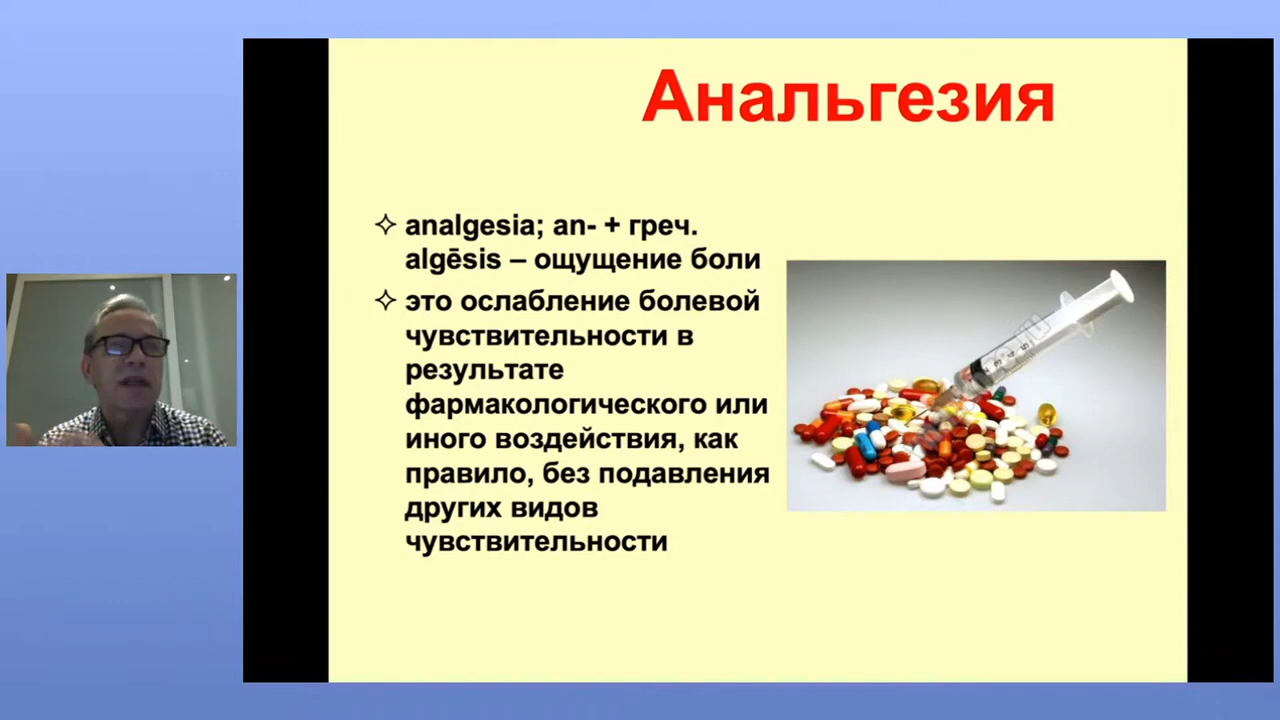 Анальгезия
analgesia; an- + греч.
algēsis – ощущение боли
это ослабление болевой
чувствительности в
результате
фармакологического или
иного воздействия, как
правило, без подавления
других видов
чувствительности